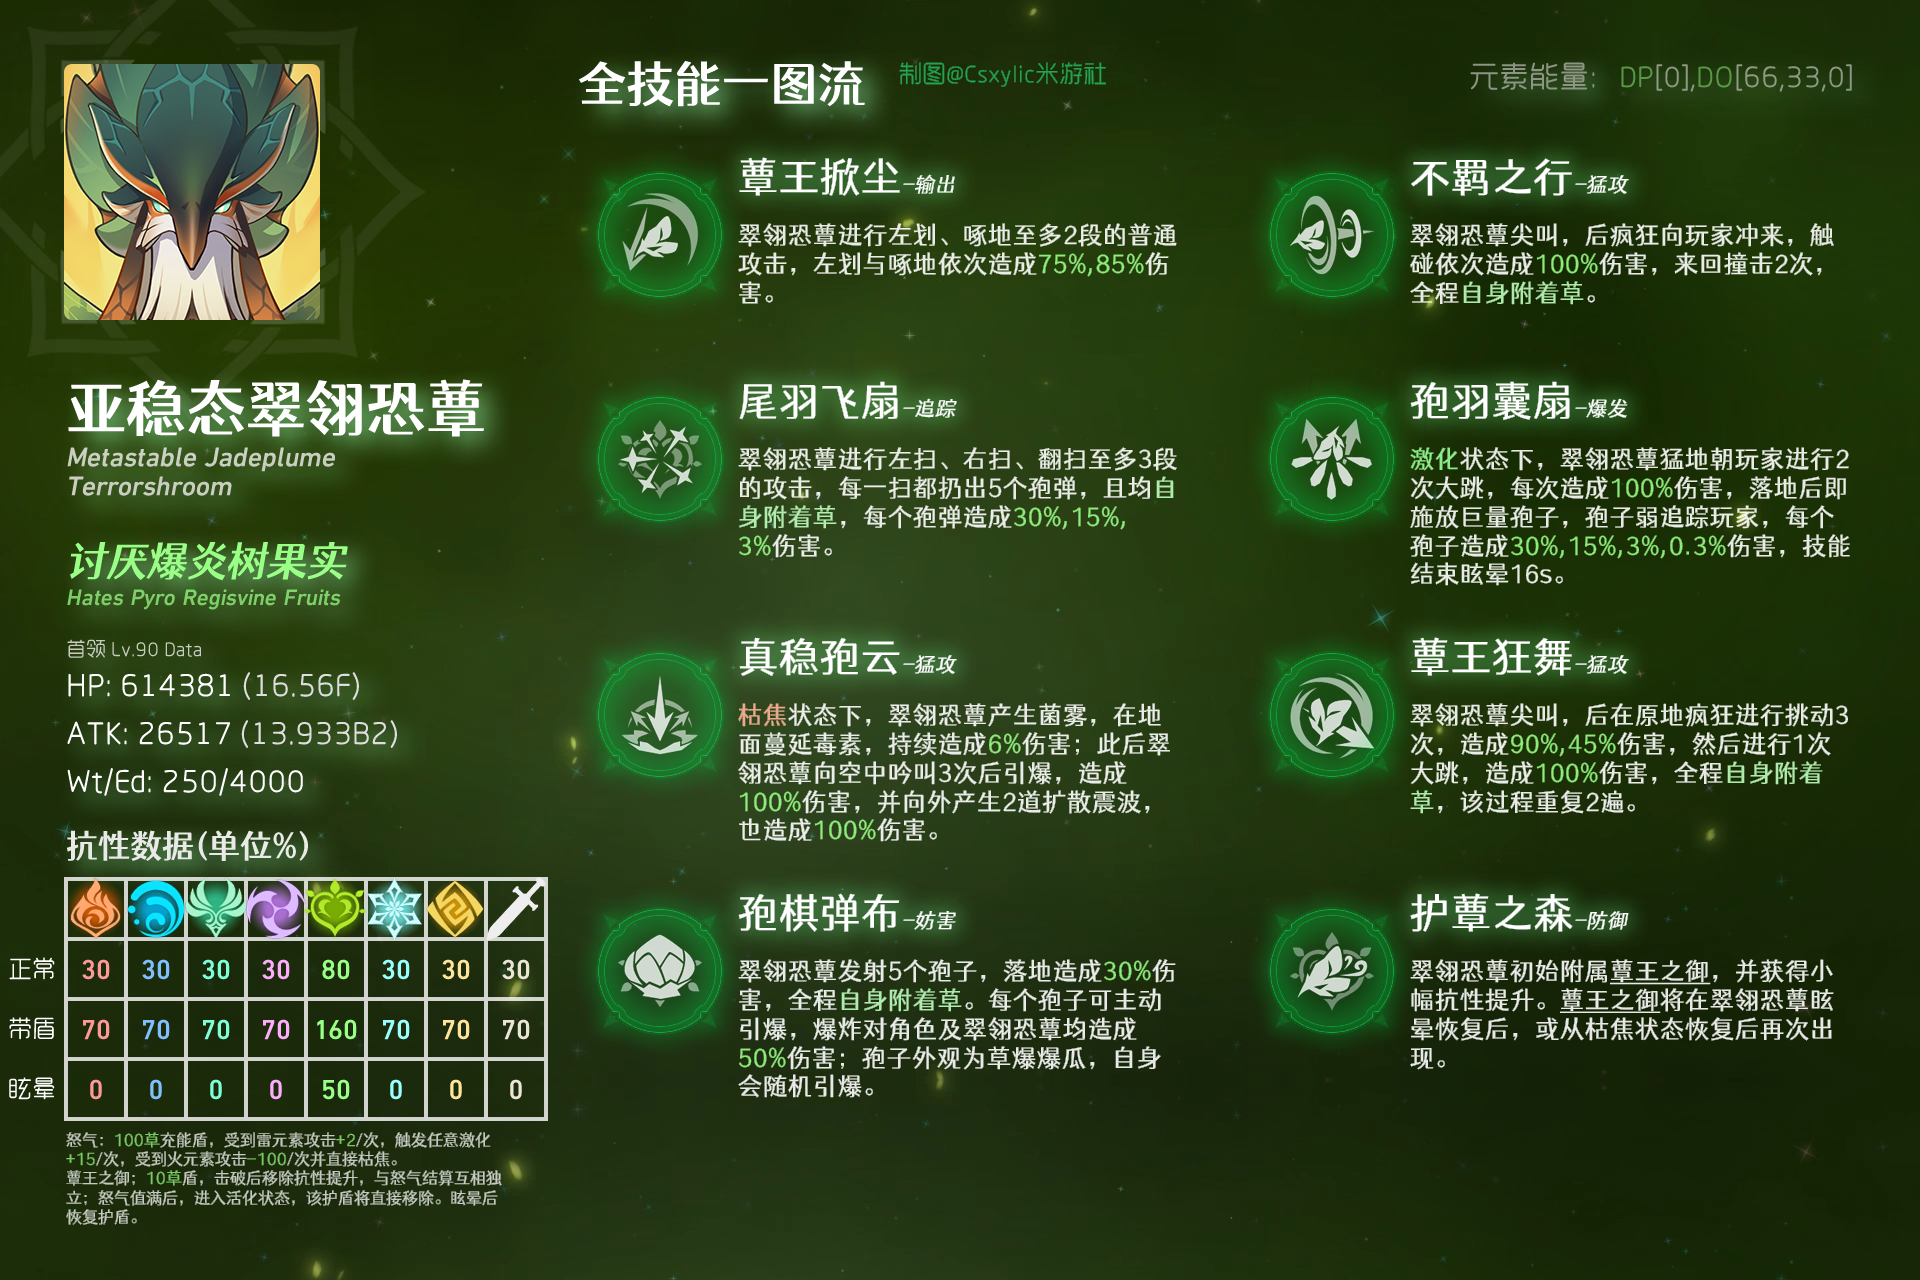 全技能一图流
制图@Csxylic米游社
元素能量: DP[0],DO[66,33,0]
亚稳态翠翎恐蕈
Metastable Jadeplume
Terrorshroom
讨厌爆炎树果实
Hates Pyro Regisvine Fruits
首领 Lv.90 Data
HP: 614381 (16.56F)
ATK: 26517 (13.933B2)
Wt/Ed: 250/4000
抗性数据(单位%)
正常 30 30 30 30 80 30 30 30
带盾 70 70 70 70 160 70 70 70
眩晕 0 0 0 0 50 0 0 0
怒气：100草充能盾，受到雷元素攻击+2/次，触发任意激化
+15/次，受到火元素攻击-100/次并直接枯焦。
蕈王之御；10草盾，击破后移除抗性提升，与怒气结算互相独
立；怒气值满后，进入活化状态，该护盾将直接移除。眩晕后
恢复护盾。
蕈王掀尘-输出
翠翎恐蕈进行左划、啄地至多2段的普通
攻击，左划与啄地依次造成75%,85%伤
害。
尾羽飞扇-追踪
翠翎恐蕈进行左扫、右扫、翻扫至多3段
的攻击，每一扫都扔出5个孢弹，且均自
身附着草，每个孢弹造成30%,15%,
3%伤害。
真稳孢云-猛攻
枯焦状态下，翠翎恐蕈产生菌雾，在地
面蔓延毒素，持续造成6%伤害；此后翠
翎恐蕈向空中吟叫3次后引爆，造成
100%伤害，并向外产生2道扩散震波，
也造成100%伤害。
孢棋弹布-妨害
翠翎恐蕈发射5个孢子，落地造成30%伤
害，全程自身附着草。每个孢子可主动
引爆，爆炸对角色及翠翎恐蕈均造成
50%伤害；孢子外观为草爆爆瓜，自身
会随机引爆。
不羁之行-猛攻
翠翎恐蕈尖叫，后疯狂向玩家冲来，触
碰依次造成100%伤害，来回撞击2次，
全程自身附着草。
孢羽囊扇-爆发
激化状态下，翠翎恐蕈猛地朝玩家进行2
次大跳，每次造成100%伤害，落地后即
施放巨量孢子，孢子弱追踪玩家，每个
孢子造成30%,15%,3%,0.3%伤害，技能
结束眩晕16s。
蕈王狂舞-猛攻
翠翎恐蕈尖叫，后在原地疯狂进行挑动3
次，造成90%,45%伤害，然后进行1次
大跳，造成100%伤害，全程自身附着
草，该过程重复2遍。
护蕈之森-防御
翠翎恐蕈初始附属蕈王之御，并获得小
幅抗性提升。蕈王之御将在翠翎恐蕈眩
晕恢复后，或从枯焦状态恢复后再次出
现。